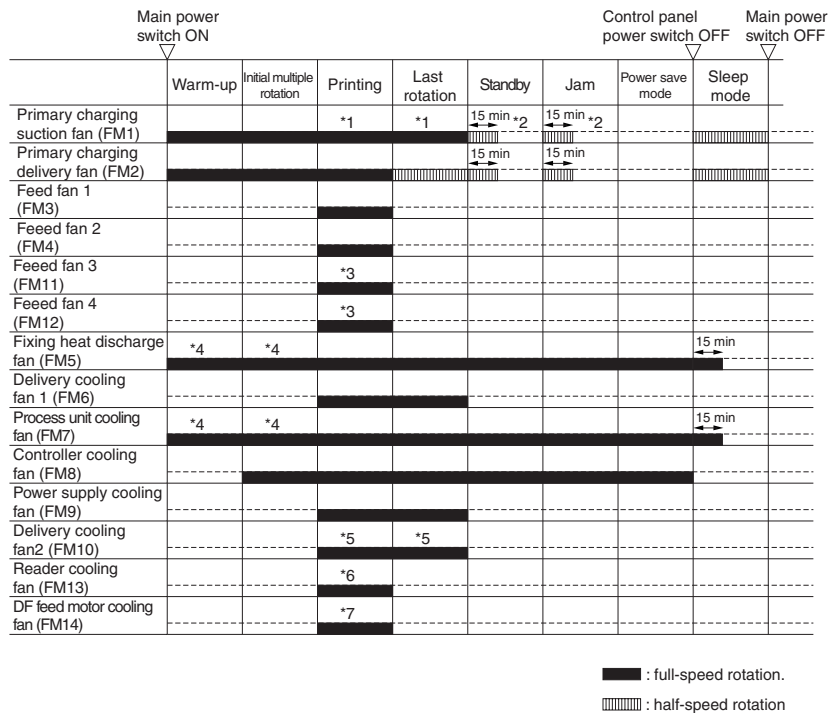 Main power
switch ON
Control panel
power switch OFF
Main power
switch OFF
Warm-up
Initial multiple
rotation
Printing
Last
rotation
Standby
Jam
Power save
mode
Sleep
mode
Primary charging
suction fan (FM1)
*1
*1
15 min
*2
15 min
*2
Primary charging
delivery fan (FM2)
15 min
15 min
Feed fan 1
(FM3)
Feeed fan 2
(FM4)
Feeed fan 3
(FM11)
*3
Feeed fan 4
(FM12)
*3
Fixing heat discharge
fan (FM5)
*4
*4
15 min
Delivery cooling
fan 1 (FM6)
Process unit cooling
fan (FM7)
*4
*4
15 min
Controller cooling
fan (FM8)
Power supply cooling
fan (FM9)
Delivery cooling
fan2 (FM10)
*5
*5
Reader cooling
fan (FM13)
*6
DF feed motor cooling
fan (FM14)
*7
: full-speed rotation.
: half-speed rotation